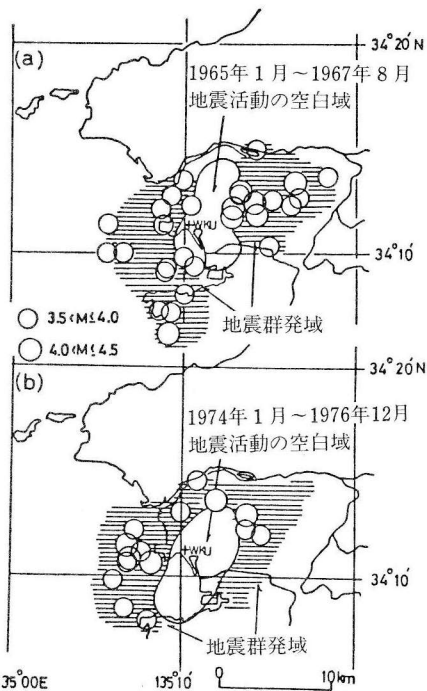 (a)
34°20'N
1965年1月～1967年8月
地震活動の空白域
+WKU
34°10'
3.5<M≦4.0
4.0<M≦4.5
地震群発域
(b)
34°20'N
1974年1月～1976年12月
地震活動の空白域
+WKU
34°10'
地震群発域
35°00'E 135°10' 0 10km